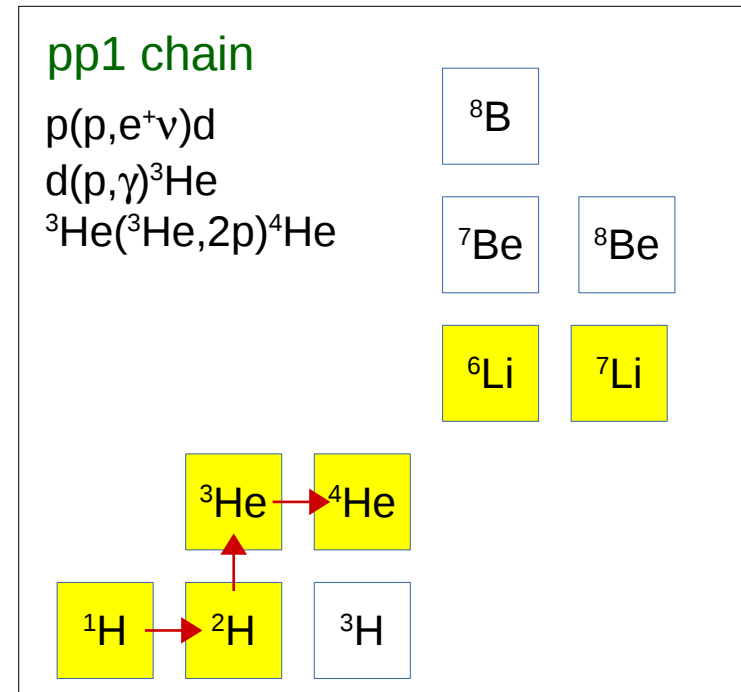 pp1 chain
p(p,e⁺ν)d
d(p,γ)³He
³He(³He,2p)⁴He
⁸B
⁷Be ⁸Be
⁶Li ⁷Li
³He ⁴He
¹H ²H ³H